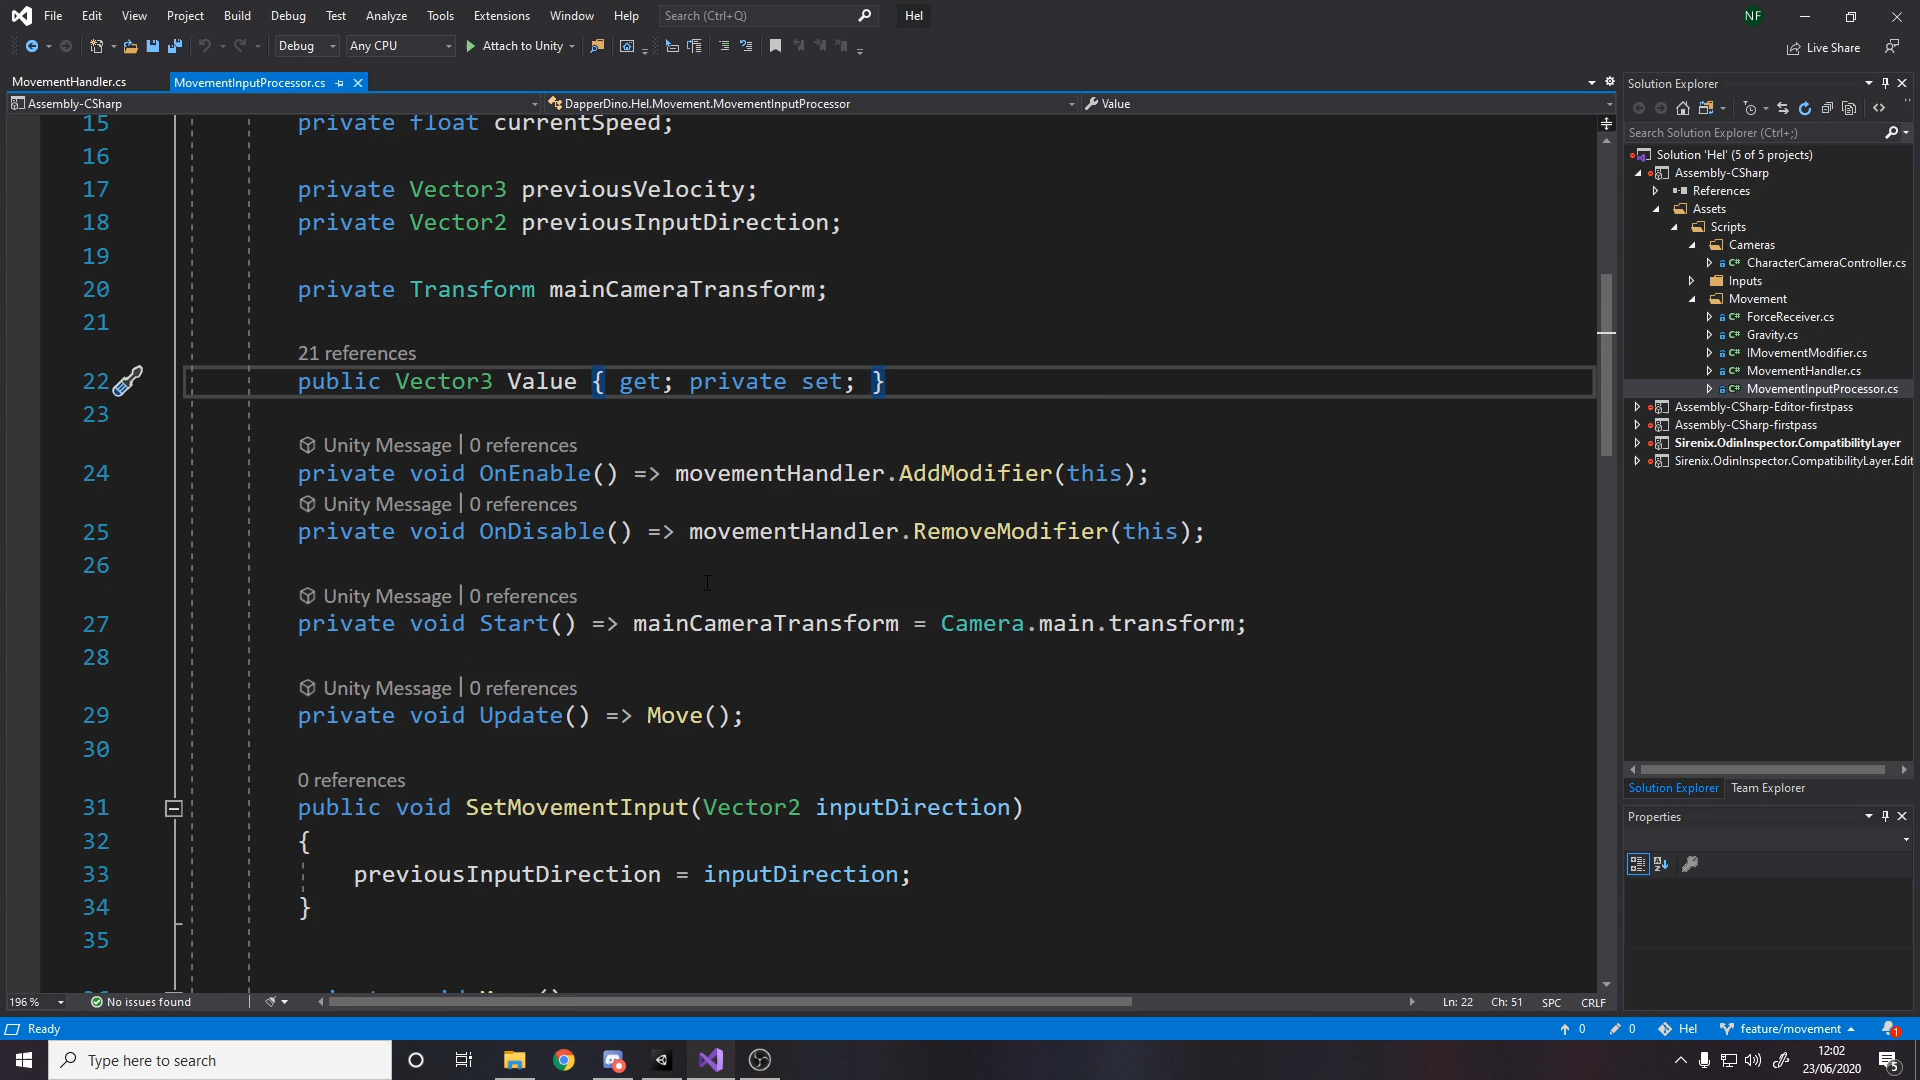 File Edit View Project Build Debug Test Analyze Tools Extensions Window Help Search (Ctrl+Q) Hel NF
Debug Any CPU Attach to Unity Live Share
MovementHandler.cs MovementInputProcessor.cs Solution Explorer
Assembly-CSharp DapperDino.Hel.Movement.MovementInputProcessor Value
15 private float currentSpeed;
16
17 private Vector3 previousVelocity;
18 private Vector2 previousInputDirection;
19
20 private Transform mainCameraTransform;
21
21 references
22 public Vector3 Value { get; private set; }
23
Unity Message | 0 references
24 private void OnEnable() => movementHandler.AddModifier(this);
Unity Message | 0 references
25 private void OnDisable() => movementHandler.RemoveModifier(this);
26
Unity Message | 0 references
27 private void Start() => mainCameraTransform = Camera.main.transform;
28
Unity Message | 0 references
29 private void Update() => Move();
30
0 references
31 public void SetMovementInput(Vector2 inputDirection)
32 {
33 previousInputDirection = inputDirection;
34 }
35
Search Solution Explorer (Ctrl+;)
Solution 'Hel' (5 of 5 projects)
Assembly-CSharp
References
Assets
Scripts
Cameras
C# CharacterCameraController.cs
Inputs
Movement
C# ForceReceiver.cs
C# Gravity.cs
C# IMovementModifier.cs
C# MovementHandler.cs
C# MovementInputProcessor.cs
Assembly-CSharp-Editor-firstpass
Assembly-CSharp-firstpass
Sirenix.OdinInspector.CompatibilityLayer
Sirenix.OdinInspector.CompatibilityLayer.Edit
Solution Explorer Team Explorer
Properties
196 % No issues found Ln: 22 Ch: 51 SPC CRLF
Ready 0 0 Hel feature/movement 1
Type here to search 12:02
23/06/2020 5